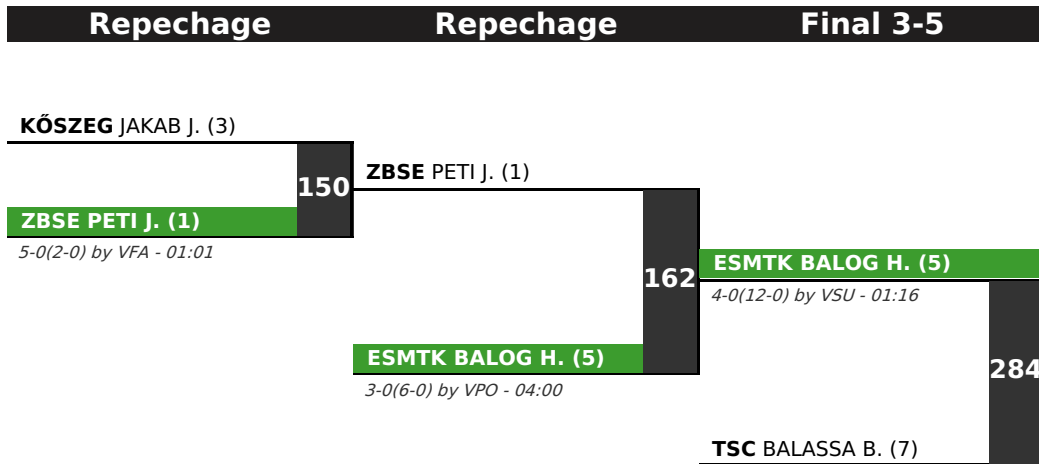 Repechage Repechage Final 3-5
KŐSZEG JAKAB J. (3)
150
ZBSE PETI J. (1)
5-0(2-0) by VFA - 01:01
ZBSE PETI J. (1)
162
ESMTK BALOG H. (5)
3-0(6-0) by VPO - 04:00
ESMTK BALOG H. (5)
4-0(12-0) by VSU - 01:16
284
TSC BALASSA B. (7)